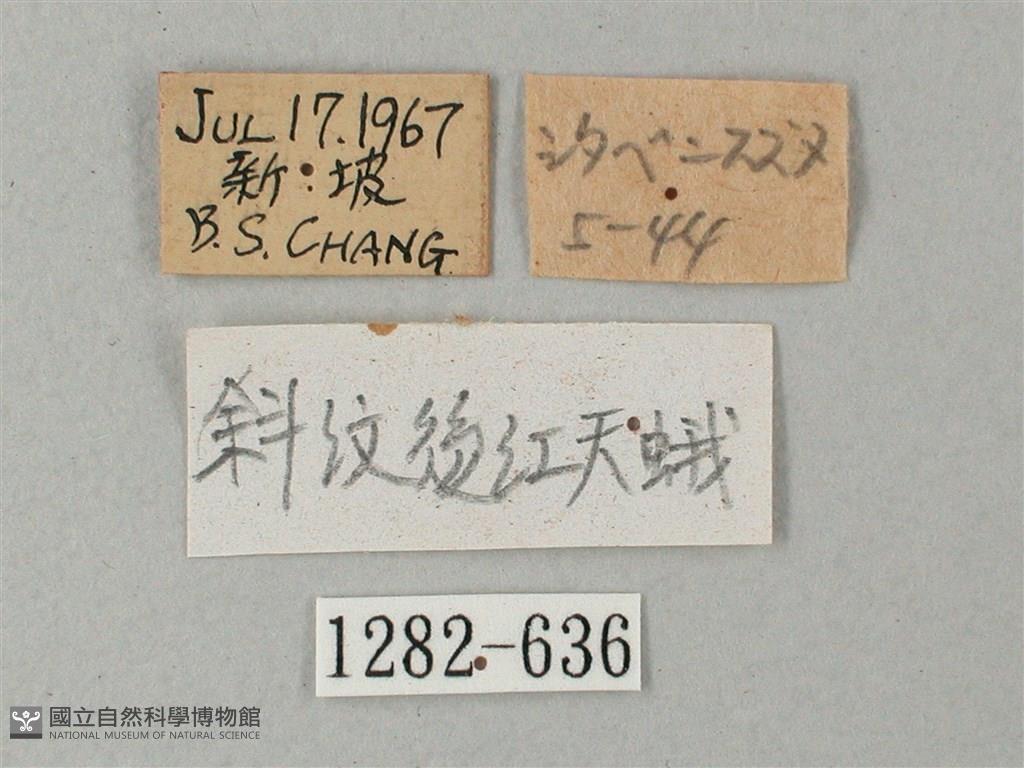 JUL 17.1967
新坡
B.S. CHANG
シタベニスズメ
5-44
斜紋後紅天蛾
1282-636
國立自然科學博物館
NATIONAL MUSEUM OF NATURAL SCIENCE